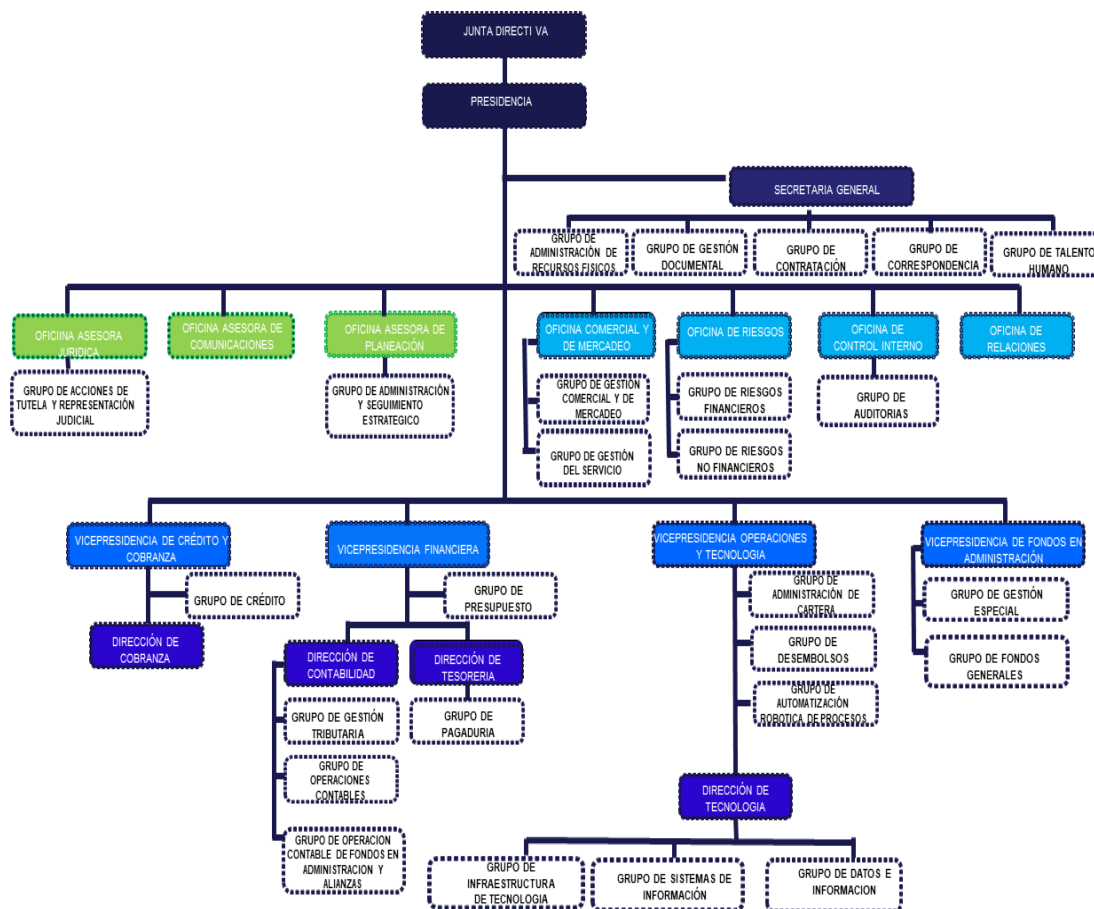 JUNTA DIRECTI VA
PRESIDENCIA
SECRETARIA GENERAL
GRUPO DE
ADMINISTRACIÓN DE
RECURSOS FISICOS
GRUPO DE GESTIÓN
DOCUMENTAL
GRUPO DE
CONTRATACIÓN
GRUPO DE
CORRESPONDENCIA
GRUPO DE TALENTO
HUMANO
OFICIINA ASESORA
JURIDICA
OFICINA ASESORA DE
COMUNICACIONES
OFICINA ASESORA DE
PLANEACIÓN
OFICINA COMERCIAL Y
DE MERCADEO
OFICINA DE RIESGOS
OFICINA DE
CONTROL INTERNO
OFICINA DE
RELACIONES
GRUPO DE ACCIONES DE
TUTELA Y REPRESENTACIÓN
JUDICIAL
GRUPO DE ADMINISTRACIÓN
Y SEGUIMIENTO
ESTRATEGICO
GRUPO DE GESTIÓN
COMERCIAL Y DE
MERCADEO
GRUPO DE RIESGOS
FINANCIEROS
GRUPO DE
AUDITORIAS
GRUPO DE GESTIÓN
DEL SERVICIO
GRUPO DE RIESGOS
NO FINANCIEROS
VICEPRESIDENCIA DE CRÉDITO Y
COBRANZA
VICEPRESIDENCIA FINANCIERA
VICEPRESIDENCIA OPERACIONES
Y TECNOLOGIA
VICEPRESIDENCIA DE FONDOS EN
ADMINISTRACIÓN
GRUPO DE CRÉDITO
DIRECCIÓN DE
COBRANZA
GRUPO DE
PRESUPUESTO
DIRECCIÓN DE
CONTABILIDAD
DIRECCIÓN DE
TESORERIA
GRUPO DE GESTIÓN
TRIBUTARIA
GRUPO DE
PAGADURIA
GRUPO DE
OPERACIONES
CONTABLES
GRUPO DE OPERACION
CONTABLE DE FONDOS EN
ADMINISTRACION Y
ALIANZAS
GRUPO DE
ADMINISTRACIÓN DE
CARTERA
GRUPO DE
DESEMBOLSOS
GRUPO DE
AUTOMATIZACIÓN
ROBOTICA DE PROCESOS
GRUPO DE GESTIÓN
ESPECIAL
GRUPO DE FONDOS
GENERALES
DIRECCIÓN DE
TECNOLOGIA
GRUPO DE
INFRAESTRUCTURA
DE TECNOLOGIA
GRUPO DE SISTEMAS DE
INFORMACIÓN
GRUPO DE DATOS E
INFORMACION